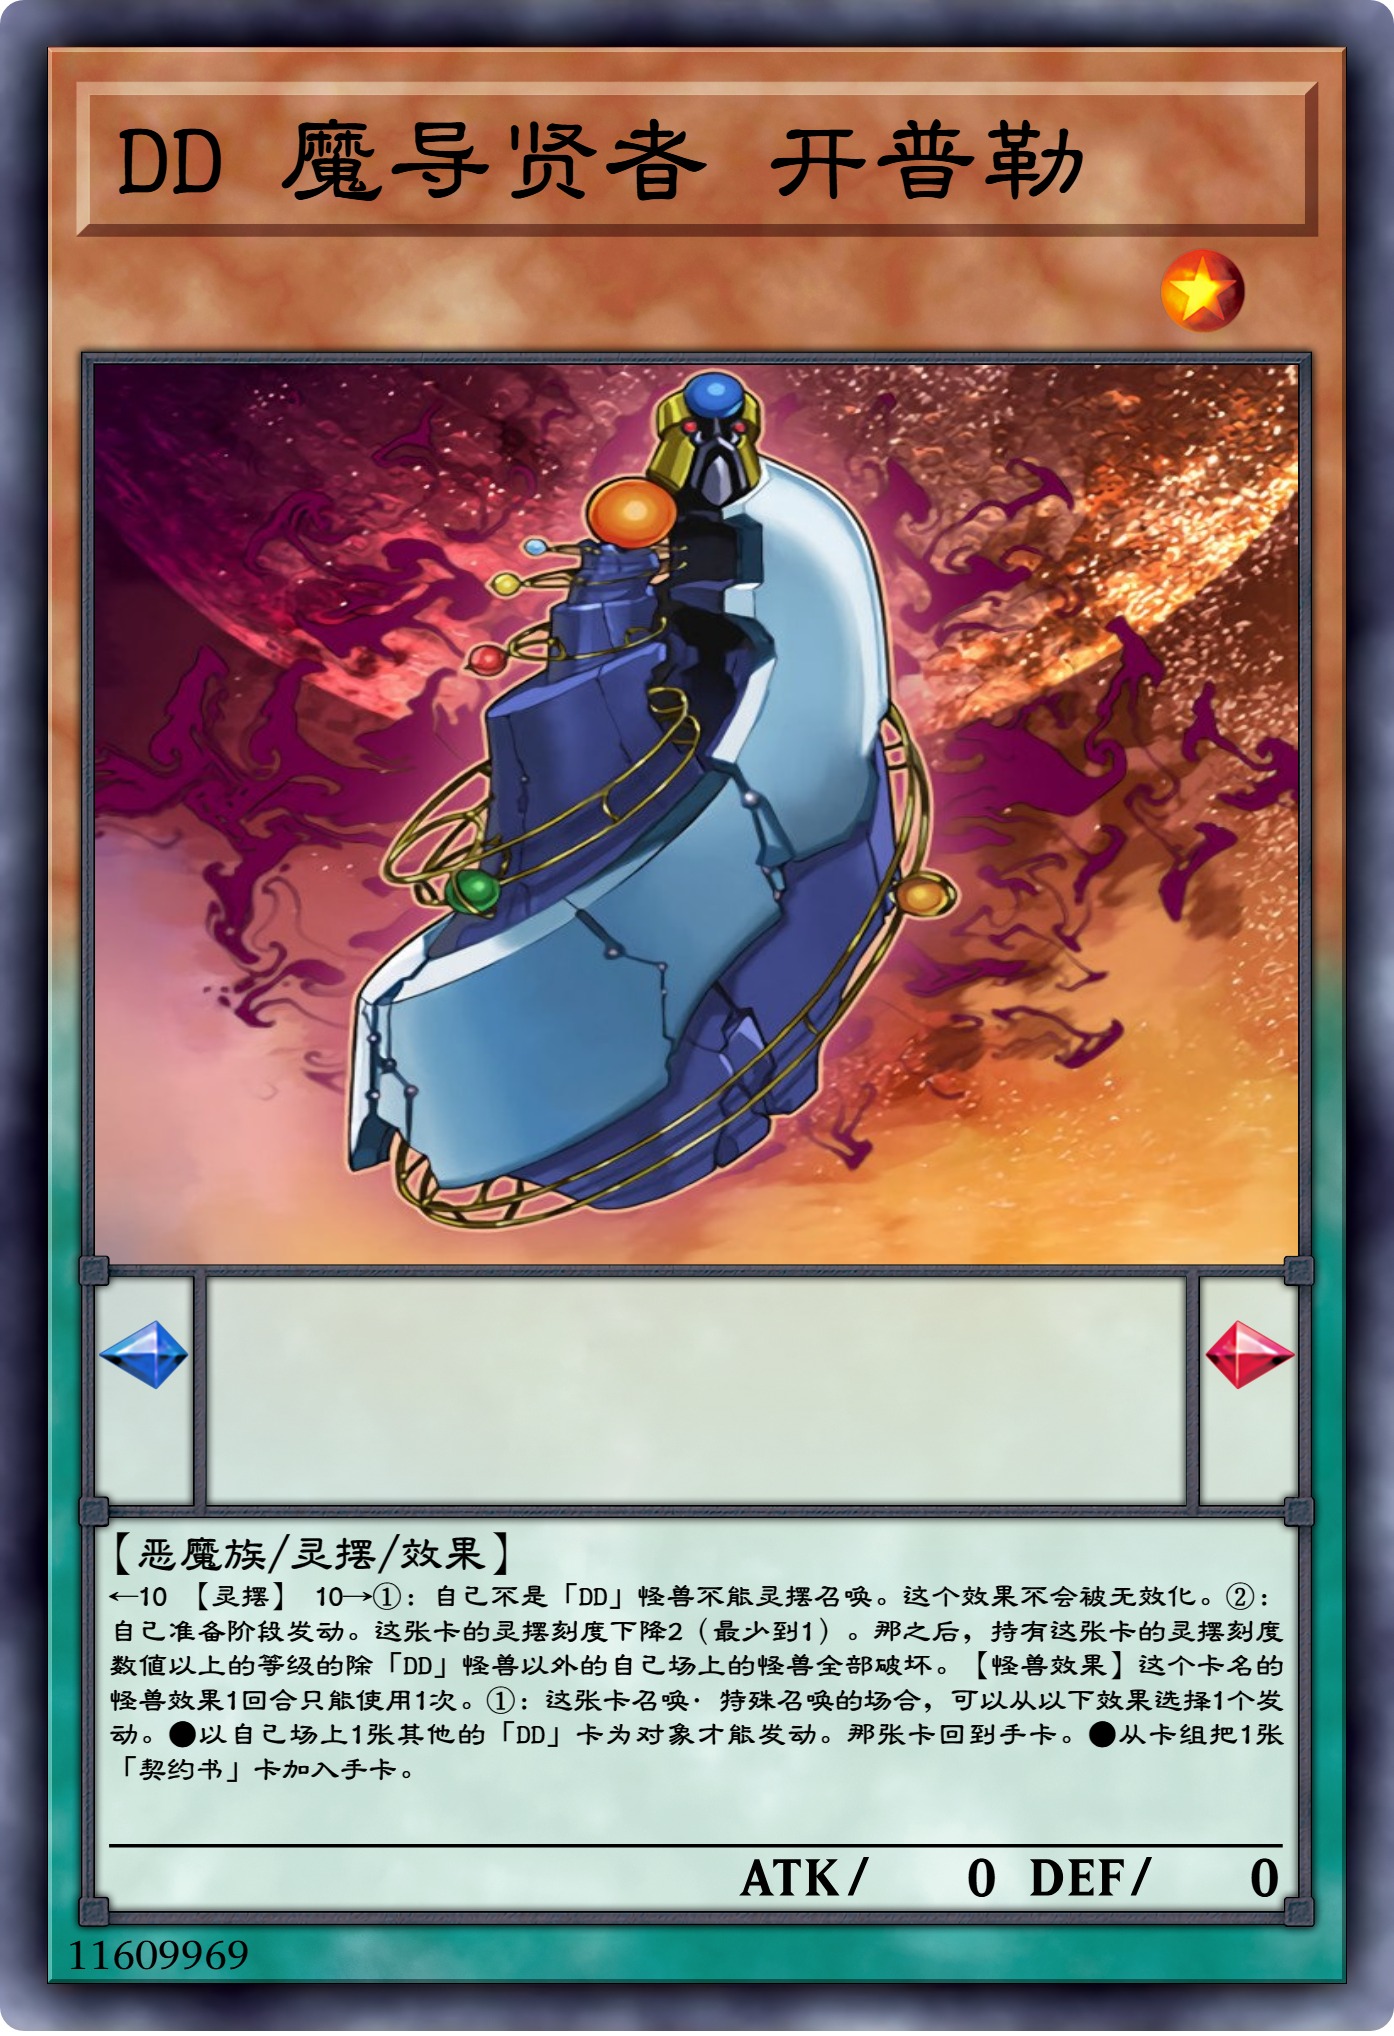 DD 魔导贤者 开普勒
【恶魔族/灵摆/效果】
←10 【灵摆】 10→①：自己不是「DD」怪兽不能灵摆召唤。这个效果不会被无效化。②：
自己准备阶段发动。这张卡的灵摆刻度下降2（最少到1）。那之后，持有这张卡的灵摆刻度
数值以上的等级的除「DD」怪兽以外的自己场上的怪兽全部破坏。【怪兽效果】这个卡名的
怪兽效果1回合只能使用1次。①：这张卡召唤·特殊召唤的场合，可以从以下效果选择1个发
动。●以自己场上1张其他的「DD」卡为对象才能发动。那张卡回到手卡。●从卡组把1张
「契约书」卡加入手卡。
ATK/ 0 DEF/ 0
11609969